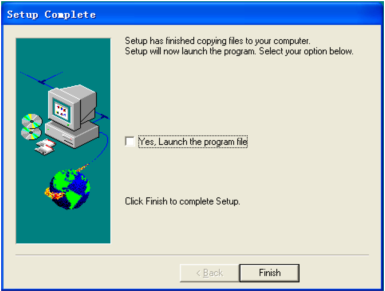 Setup Complete
Setup has finished copying files to your computer.
Setup will now launch the program. Select your option below.
Yes, Launch the program file
Click Finish to complete Setup.
< Back
Finish